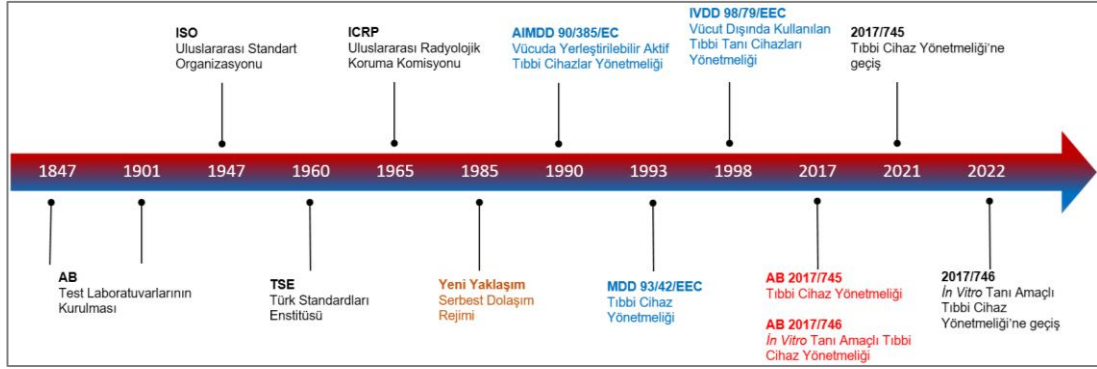 ISO
Uluslararası Standart
Organizasyonu
ICRP
Uluslararası Radyolojik
Koruma Komisyonu
AIMDD 90/385/EC
Vücuda Yerleştirilebilir Aktif
Tıbbi Cihazlar Yönetmeliği
IVDD 98/79/EEC
Vücut Dışında Kullanılan
Tıbbi Tanı Cihazları
Yönetmeliği
2017/745
Tıbbi Cihaz Yönetmeliği'ne
geçiş
1847 1901 1947 1960 1965 1985 1990 1993 1998 2017 2021 2022
AB
Test Laboratuvarlarının
Kurulması
TSE
Türk Standardları
Enstitüsü
Yeni Yaklaşım
Serbest Dolaşım
Rejimi
MDD 93/42/EEC
Tıbbi Cihaz
Yönetmeliği
AB 2017/745
Tıbbi Cihaz Yönetmeliği
AB 2017/746
İn Vitro Tanı Amaçlı Tıbbi
Cihaz Yönetmeliği
2017/746
İn Vitro Tanı Amaçlı
Tıbbi Cihaz
Yönetmeliği'ne geçiş